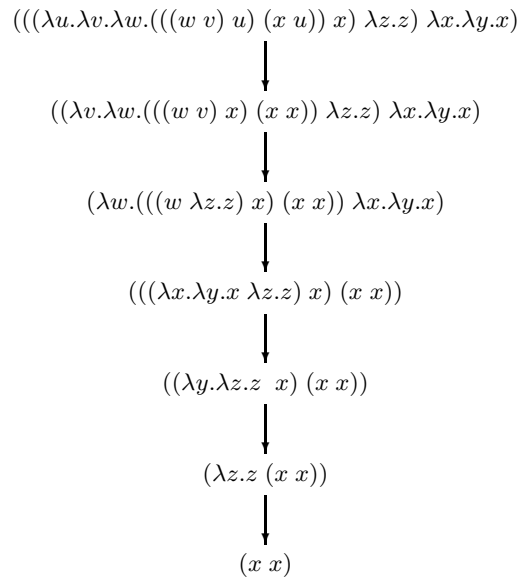 (((λu.λv.λw.(((w v) u) (x u)) x) λz.z) λx.λy.x)
((λv.λw.(((w v) x) (x x)) λz.z) λx.λy.x)
(λw.(((w λz.z) x) (x x)) λx.λy.x)
(((λx.λy.x λz.z) x) (x x))
((λy.λz.z x) (x x))
(λz.z (x x))
(x x)